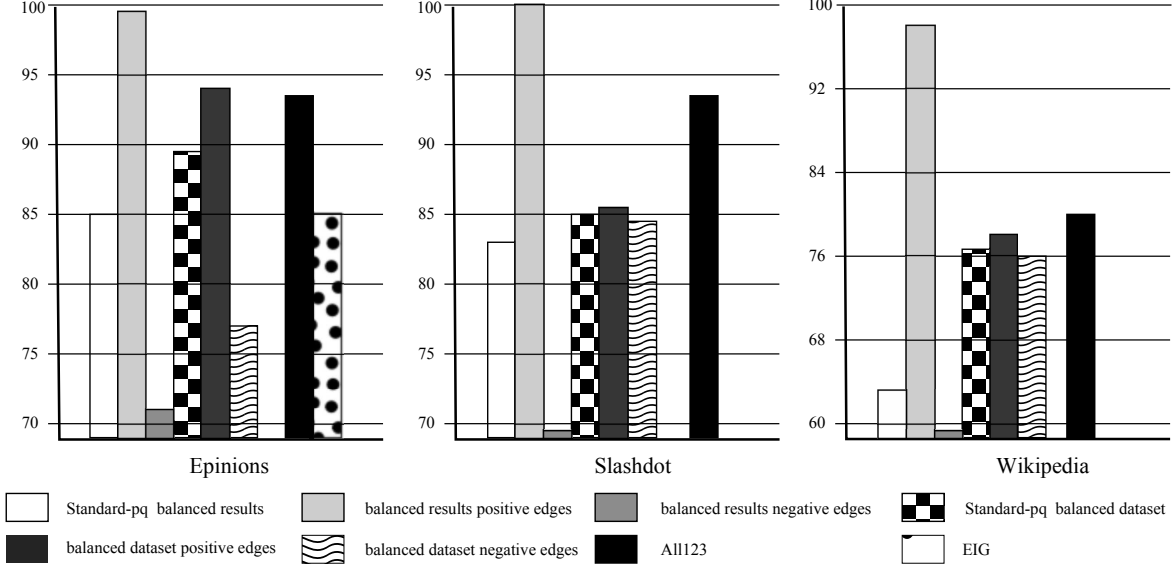 100
95
90
85
80
75
70
Epinions
100
95
90
85
80
75
70
Slashdot
100
92
84
76
68
60
Wikipedia
Standard-pq balanced results
balanced results positive edges
balanced results negative edges
Standard-pq balanced dataset
balanced dataset positive edges
balanced dataset negative edges
All123
EIG